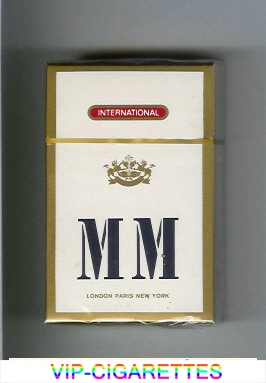 INTERNATIONAL
MM
LONDON PARIS NEW YORK
VIP-CIGARETTES